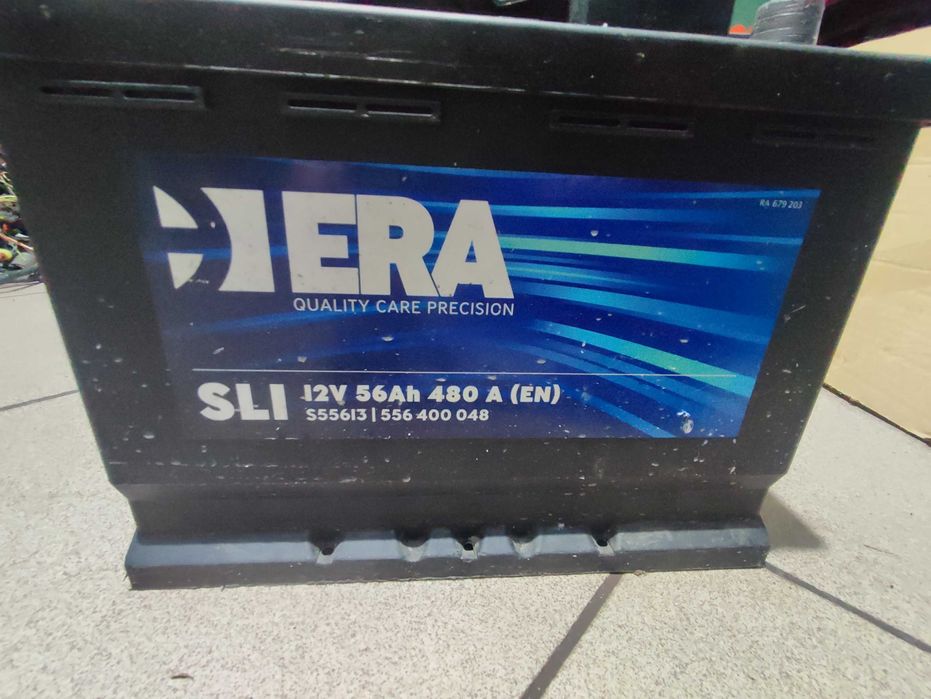 RA 679 203
ERA
QUALITY CARE PRECISION
SLI 12V 56Ah 480 A (EN)
S55613 | 556 400 048